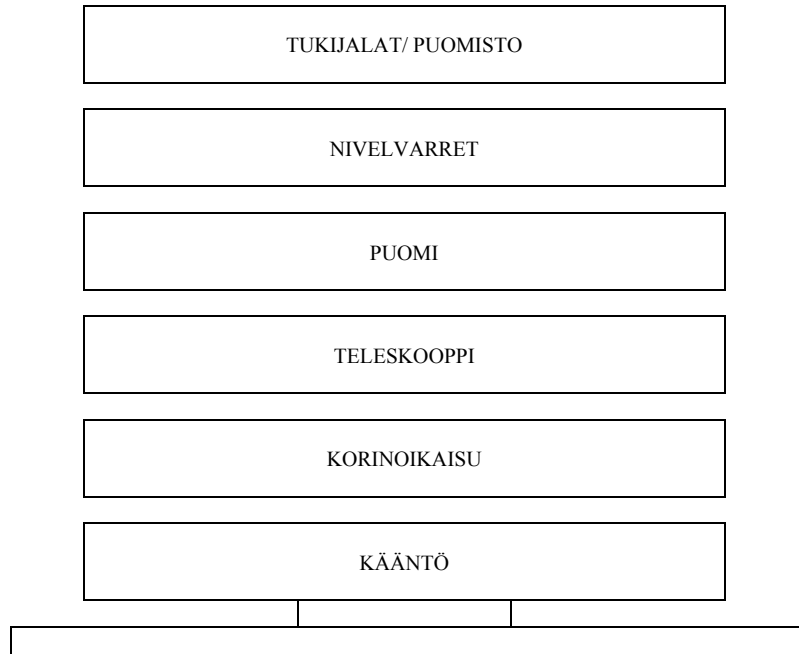 TUKIJALAT/ PUOMISTO
NIVELVARRET
PUOMI
TELESKOOPPI
KORINOIKAISU
KÄÄNTÖ